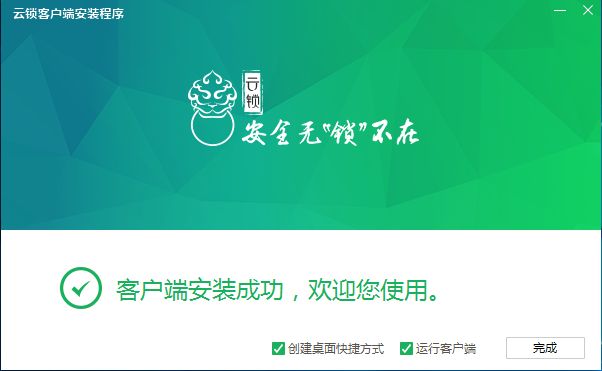 云锁客户端安装程序
云锁
安全无“锁”不在
客户端安装成功，欢迎您使用。
创建桌面快捷方式 运行客户端 完成